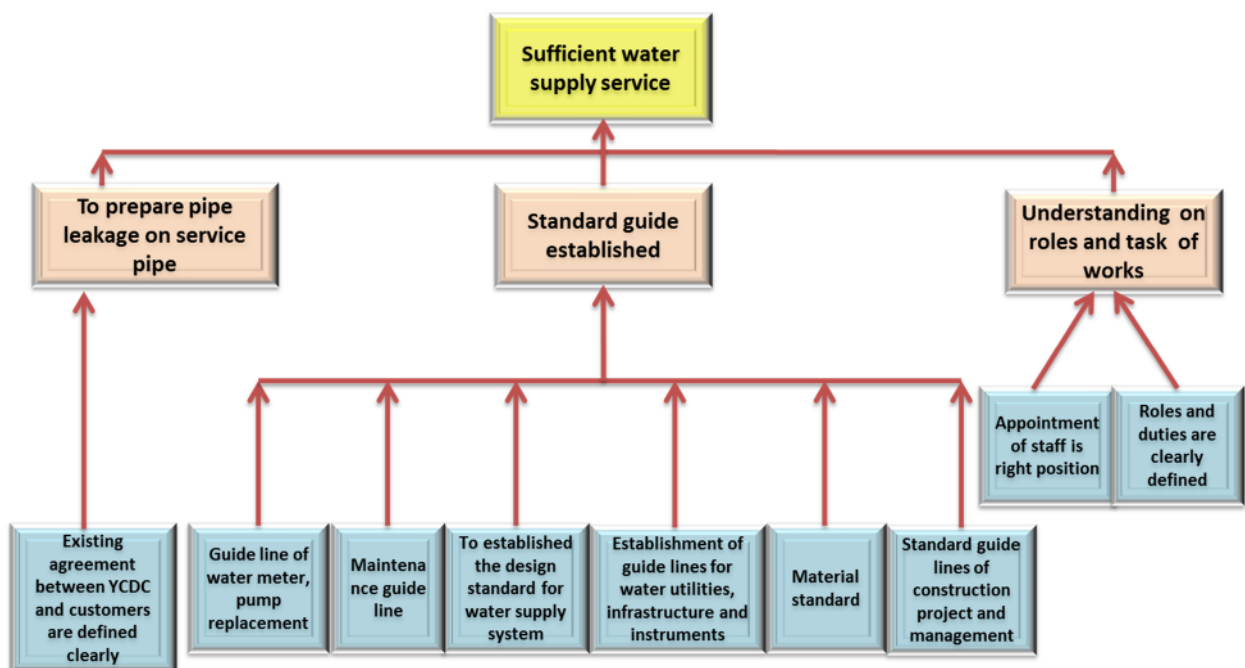 Sufficient water
supply service
To prepare pipe
leakage on service
pipe
Standard guide
established
Understanding on
roles and task of
works
Appointment
of staff is
right position
Roles and
duties are
clearly
defined
Existing
agreement
between YCDC
and customers
are defined
clearly
Guide line of
water meter,
pump
replacement
Maintena
nce guide
line
To established
the design
standard for
water supply
system
Establishment of
guide lines for
water utilities,
infrastructure and
instruments
Material
standard
Standard guide
lines of
construction
project and
management